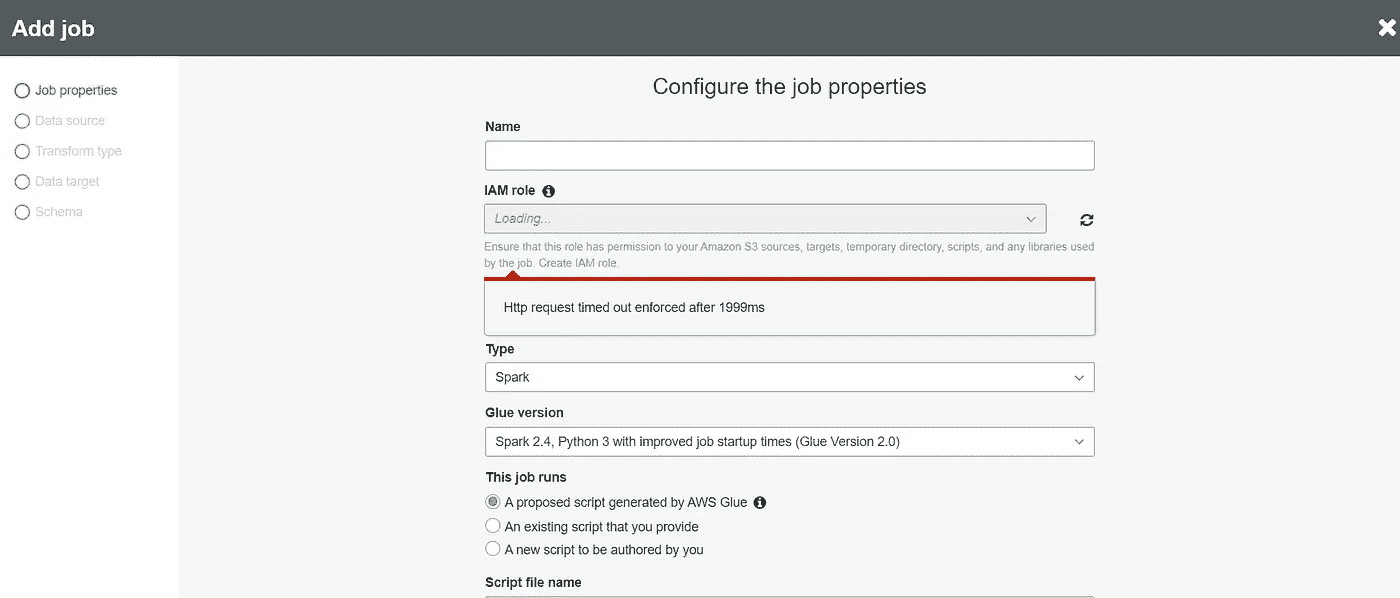 Add job
Job properties
Data source
Transform type
Data target
Schema
Configure the job properties
Name
IAM role
Loading...
Ensure that this role has permission to your Amazon S3 sources, targets, temporary directory, scripts, and any libraries used
by the job. Create IAM role.
Http request timed out enforced after 1999ms
Type
Spark
Glue version
Spark 2.4, Python 3 with improved job startup times (Glue Version 2.0)
This job runs
A proposed script generated by AWS Glue
An existing script that you provide
A new script to be authored by you
Script file name